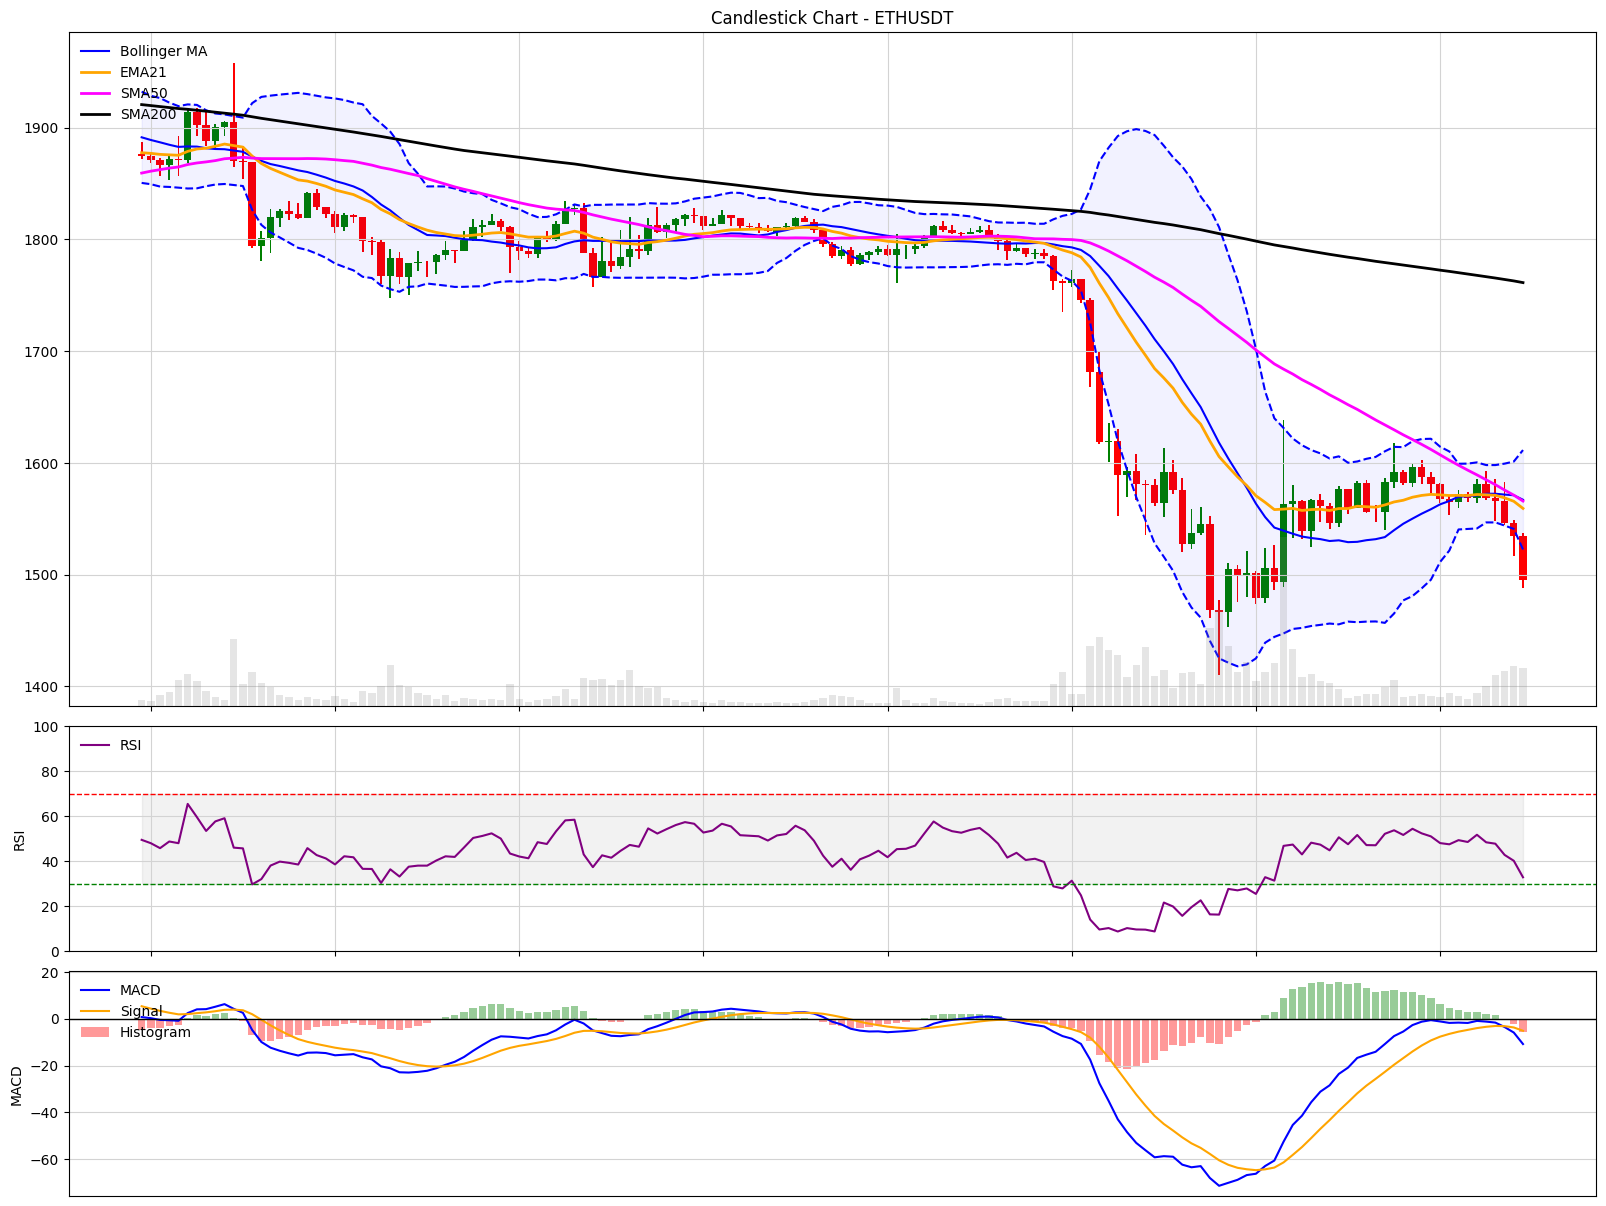 Candlestick Chart - ETHUSDT
Bollinger MA
EMA21
SMA50
SMA200
1900
1800
1700
1600
1500
1400
RSI
RSI
100
80
60
40
20
0
MACD
Signal
Histogram
MACD
20
0
−20
−40
−60